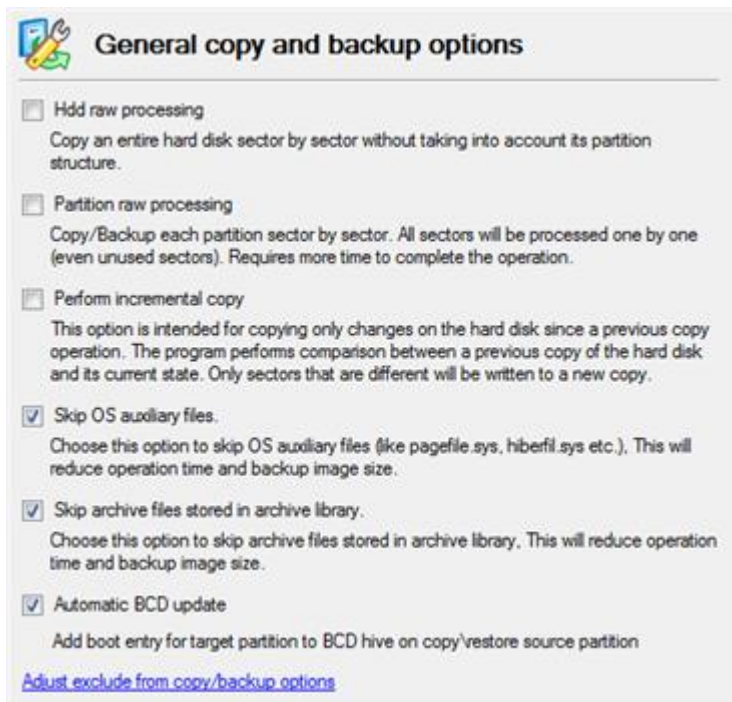 General copy and backup options
Hdd raw processing
Copy an entire hard disk sector by sector without taking into account its partition
structure.
Partition raw processing
Copy/Backup each partition sector by sector. All sectors will be processed one by one
(even unused sectors). Requires more time to complete the operation.
Perform incremental copy
This option is intended for copying only changes on the hard disk since a previous copy
operation. The program performs comparison between a previous copy of the hard disk
and its current state. Only sectors that are different will be written to a new copy.
Skip OS auxiliary files.
Choose this option to skip OS auxiliary files (like pagefile.sys, hiberfil.sys etc.), This will
reduce operation time and backup image size.
Skip archive files stored in archive library.
Choose this option to skip archive files stored in archive library, This will reduce operation
time and backup image size.
Automatic BCD update
Add boot entry for target partition to BCD hive on copy\restore source partition
Adjust exclude from copy/backup options